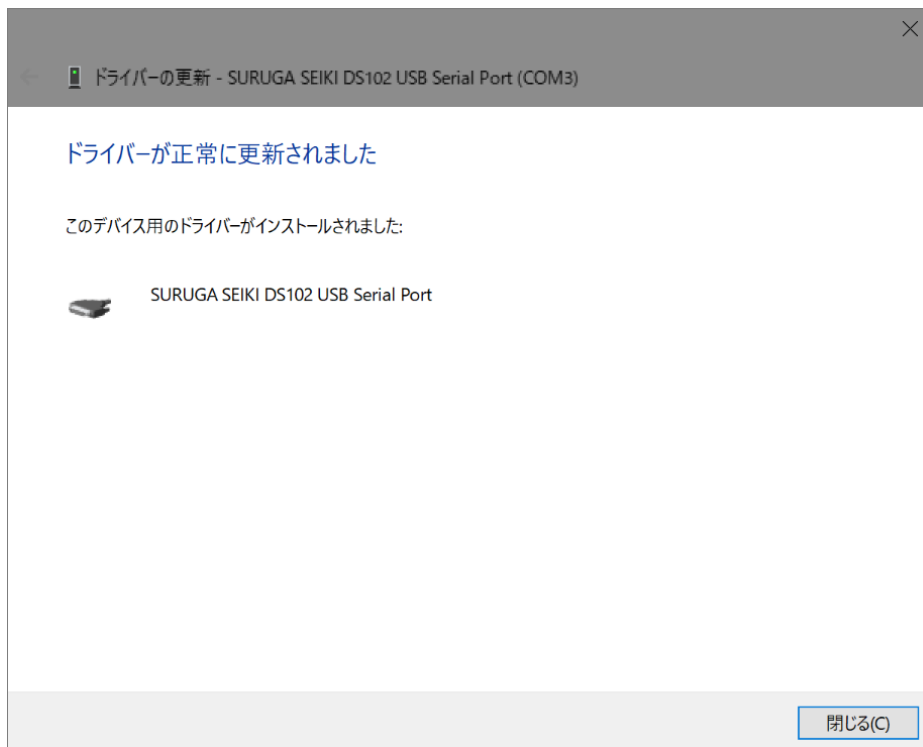 ドライバーの更新 - SURUGA SEIKI DS102 USB Serial Port (COM3)
ドライバーが正常に更新されました
このデバイス用のドライバーがインストールされました:
SURUGA SEIKI DS102 USB Serial Port
閉じる(C)